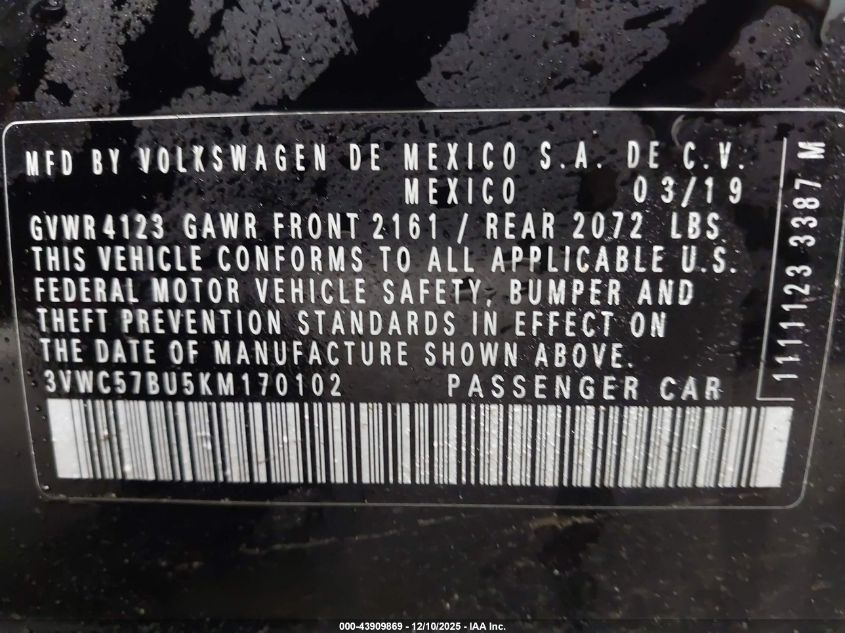 MFD BY VOLKSWAGEN DE MEXICO S.A. DE C.V.
MEXICO 03/19
GVWR 4123 GAWR FRONT 2161 / REAR 2072 LBS
THIS VEHICLE CONFORMS TO ALL APPLICABLE U.S.
FEDERAL MOTOR VEHICLE SAFETY, BUMPER AND
THEFT PREVENTION STANDARDS IN EFFECT ON
THE DATE OF MANUFACTURE SHOWN ABOVE.
3VWC57BU5KM170102 PASSENGER CAR
1111123 3387 M
000-43909869 - 12/10/2025 - IAA Inc.